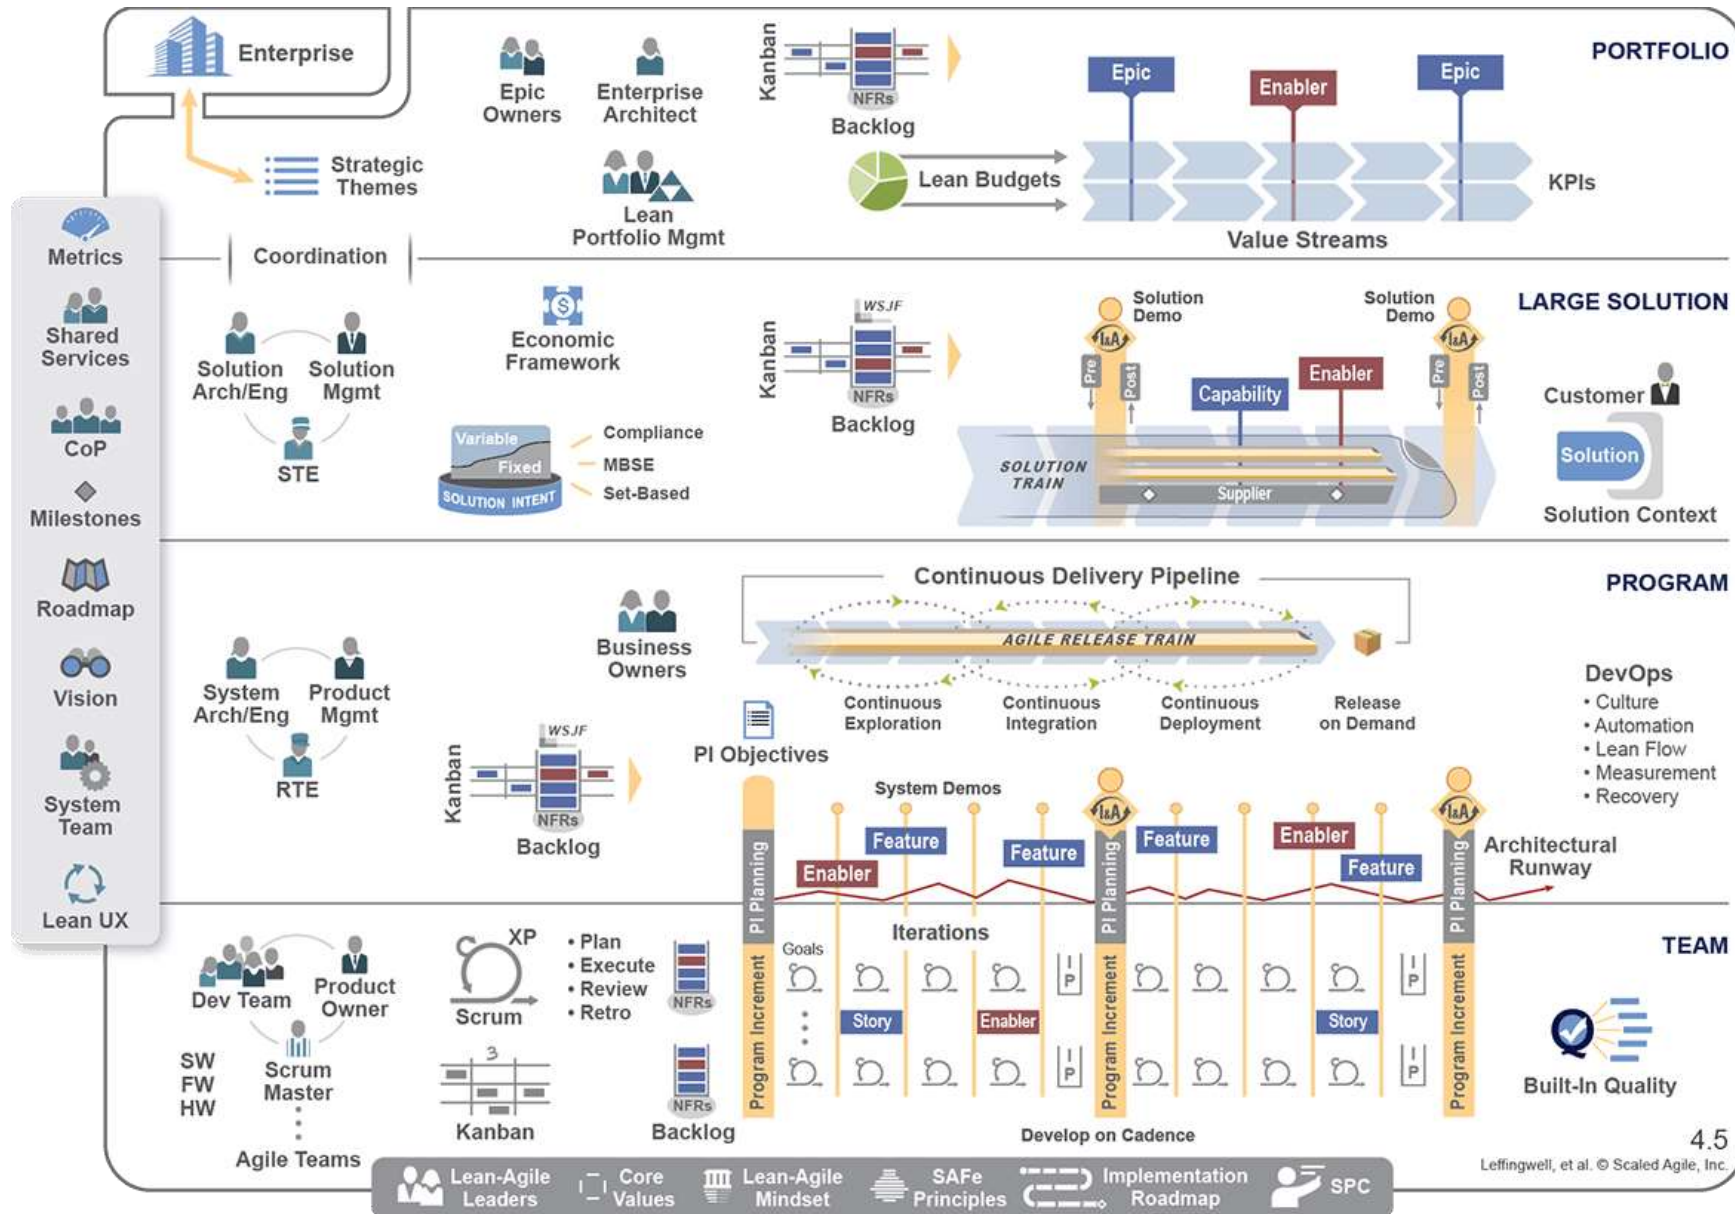 Enterprise
Epic
Owners
Enterprise
Architect
Kanban
NFRs
Backlog
Epic
Enabler
Epic
PORTFOLIO
Strategic
Themes
Lean
Portfolio Mgmt
Lean Budgets
KPIs
Value Streams
Metrics
Shared
Services
CoP
Milestones
Roadmap
Vision
System
Team
Lean UX
Coordination
Solution
Arch/Eng
Solution
Mgmt
STE
Economic
Framework
Variable
Fixed
SOLUTION INTENT
Compliance
MBSE
Set-Based
Kanban
WSJF
NFRs
Backlog
Solution
Demo
I&A
Pre
Post
Capability
Enabler
Solution
Demo
I&A
Pre
Post
SOLUTION
TRAIN
Supplier
LARGE SOLUTION
Customer
Solution
Solution Context
Continuous Delivery Pipeline
PROGRAM
AGILE RELEASE TRAIN
Continuous
Exploration
Continuous
Integration
Continuous
Deployment
Release
on Demand
Business
Owners
System
Arch/Eng
Product
Mgmt
RTE
Kanban
WSJF
NFRs
Backlog
PI Objectives
DevOps
• Culture
• Automation
• Lean Flow
• Measurement
• Recovery
System Demos
I&A
I&A
Enabler
Feature
Feature
Feature
Enabler
Feature
Architectural
Runway
PI Planning
PI Planning
PI Planning
TEAM
Dev Team
Product
Owner
Scrum
Master
SW
FW
HW
Agile Teams
XP
Scrum
• Plan
• Execute
• Review
• Retro
3
Kanban
NFRs
NFRs
Backlog
Program Increment
Goals
Iterations
Story
Enabler
I
P
I
P
Program Increment
Story
I
P
I
P
Program Increment
Develop on Cadence
Built-In Quality
4.5
Leffingwell, et al. © Scaled Agile, Inc.
Lean-Agile
Leaders
Core
Values
Lean-Agile
Mindset
SAFe
Principles
Implementation
Roadmap
SPC